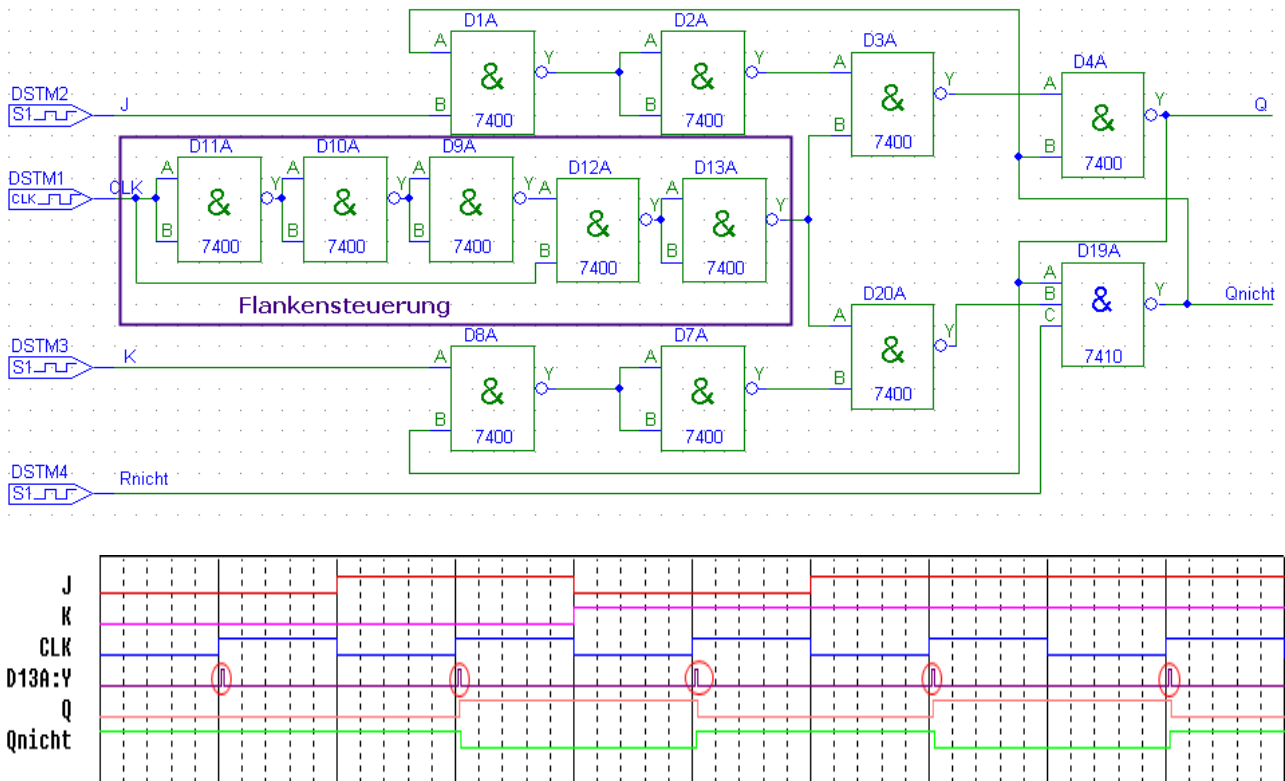 D1A
D2A
D3A
D4A
A
B
&
Y
7400
A
B
&
Y
7400
A
B
&
Y
7400
A
B
&
Y
7400
Q
DSTM2
S1
J
DSTM1
CLK
CLK
D11A
D10A
D9A
D12A
D13A
A
B
&
Y
7400
A
B
&
Y
7400
A
B
&
Y
7400
A
B
&
Y
7400
A
B
&
Y
7400
Flankensteuerung
D19A
A
B
C
&
Y
7410
Qnicht
D20A
A
B
&
Y
7400
DSTM3
S1
K
D8A
D7A
A
B
&
Y
7400
A
B
&
Y
7400
DSTM4
S1
Rnicht
J
K
CLK
D13A:Y
Q
Qnicht